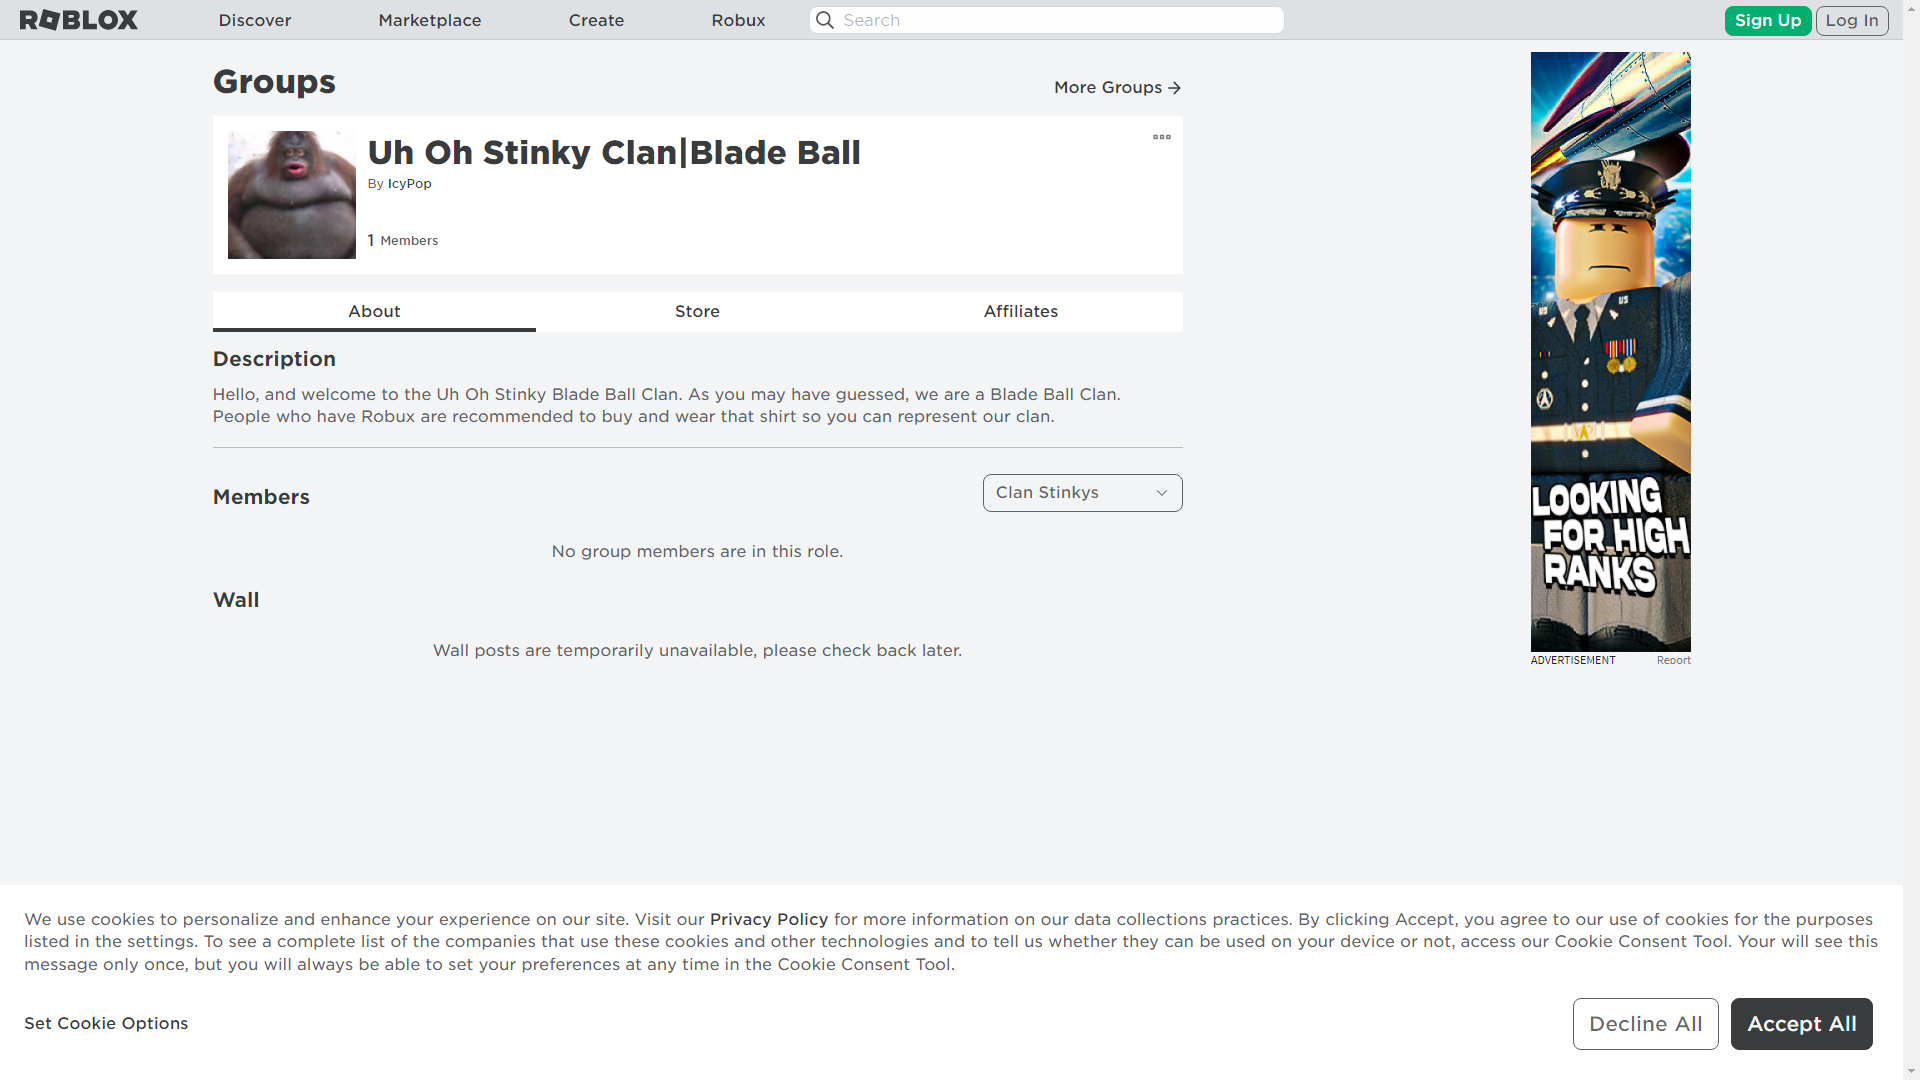 ROBLOX
Discover
Marketplace
Create
Robux
Search
Sign Up
Log In
Groups
More Groups
Uh Oh Stinky Clan|Blade Ball
By IcyPop
1 Members
About
Store
Affiliates
Description
Hello, and welcome to the Uh Oh Stinky Blade Ball Clan. As you may have guessed, we are a Blade Ball Clan.
People who have Robux are recommended to buy and wear that shirt so you can represent our clan.
Members
Clan Stinkys
No group members are in this role.
Wall
Wall posts are temporarily unavailable, please check back later.
US
US
LOOKING
FOR HIGH
RANKS
ADVERTISEMENT
Report
We use cookies to personalize and enhance your experience on our site. Visit our Privacy Policy for more information on our data collections practices. By clicking Accept, you agree to our use of cookies for the purposes
listed in the settings. To see a complete list of the companies that use these cookies and other technologies and to tell us whether they can be used on your device or not, access our Cookie Consent Tool. Your will see this
message only once, but you will always be able to set your preferences at any time in the Cookie Consent Tool.
Set Cookie Options
Decline All
Accept All